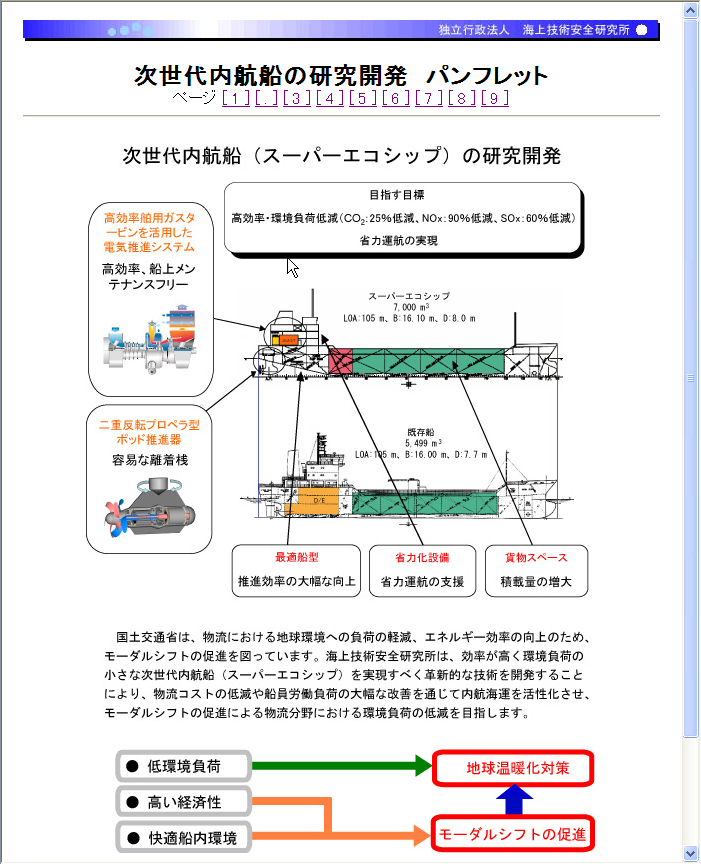 独立行政法人 海上技術安全研究所
次世代内航船の研究開発 パンフレット
ページ [1] [.] [3] [4] [5] [6] [7] [8] [9]
次世代内航船（スーパーエコシップ）の研究開発
目指す目標
高効率・環境負荷低減(CO2:25%低減、NOx:90%低減、SOx:60%低減)
省力運航の実現
高効率舶用ガスタ
ービンを活用した
電気推進システム
高効率、船上メン
テナンスフリー
スーパーエコシップ
7,000 m3
LOA:105 m、B:16.10 m、D:8.0 m
二重反転プロペラ型
ポッド推進器
容易な離着桟
既存船
5,499 m3
LOA:105 m、B:16.00 m、D:7.7 m
D/E
最適船型
推進効率の大幅な向上
省力化設備
省力運航の支援
貨物スペース
積載量の増大
国土交通省は、物流における地球環境への負荷の軽減、エネルギー効率の向上のため、
モーダルシフトの促進を図っています。海上技術安全研究所は、効率が高く環境負荷の
小さな次世代内航船（スーパーエコシップ）を実現すべく革新的な技術を開発すること
により、物流コストの低減や船員労働負荷の大幅な改善を通じて内航海運を活性化させ、
モーダルシフトの促進による物流分野における環境負荷の低減を目指します。
● 低環境負荷
地球温暖化対策
● 高い経済性
● 快適船内環境
モーダルシフトの促進